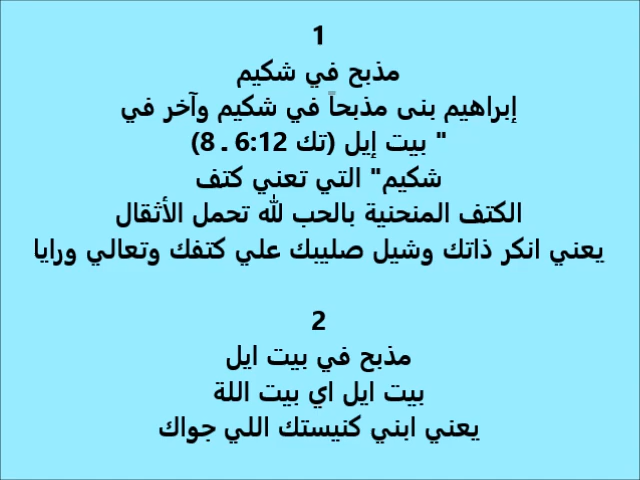 1
مذبح في شكيم
إبراهيم بنى مذبحاً في شكيم وآخر في
" بيت إيل (تك 6:12 ـ 8)
شكيم" التي تعني كتف
الكتف المنحنية بالحب لله تحمل الأثقال
يعني انكر ذاتك وشيل صليبك علي كتفك وتعالي ورايا
2
مذبح في بيت ايل
بيت ايل اي بيت اللة
يعني ابني كنيستك اللي جواك